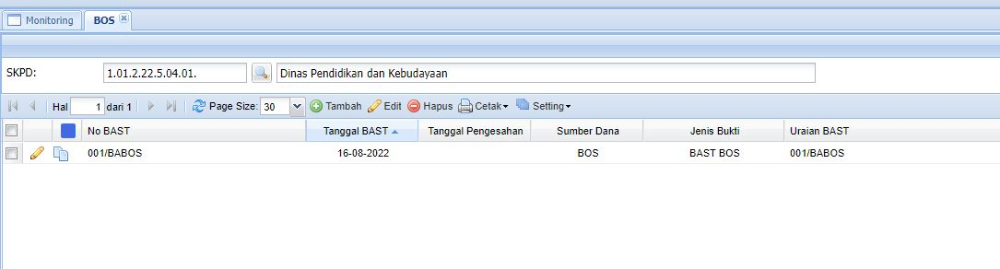 Monitoring BOS
SKPD: 1.01.2.22.5.04.01. Dinas Pendidikan dan Kebudayaan
Hal 1 dari 1 Page Size: 30 Tambah Edit Hapus Cetak Setting
No BAST Tanggal BAST Tanggal Pengesahan Sumber Dana Jenis Bukti Uraian BAST
001/BABOS 16-08-2022 BOS BAST BOS 001/BABOS